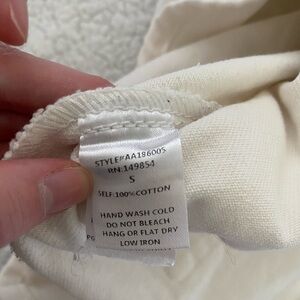 STYLE#AA18600S
RN:149854
S
SELF:100%COTTON
HAND WASH COLD
DO NOT BLEACH
HANG OR FLAT DRY
LOW IRON